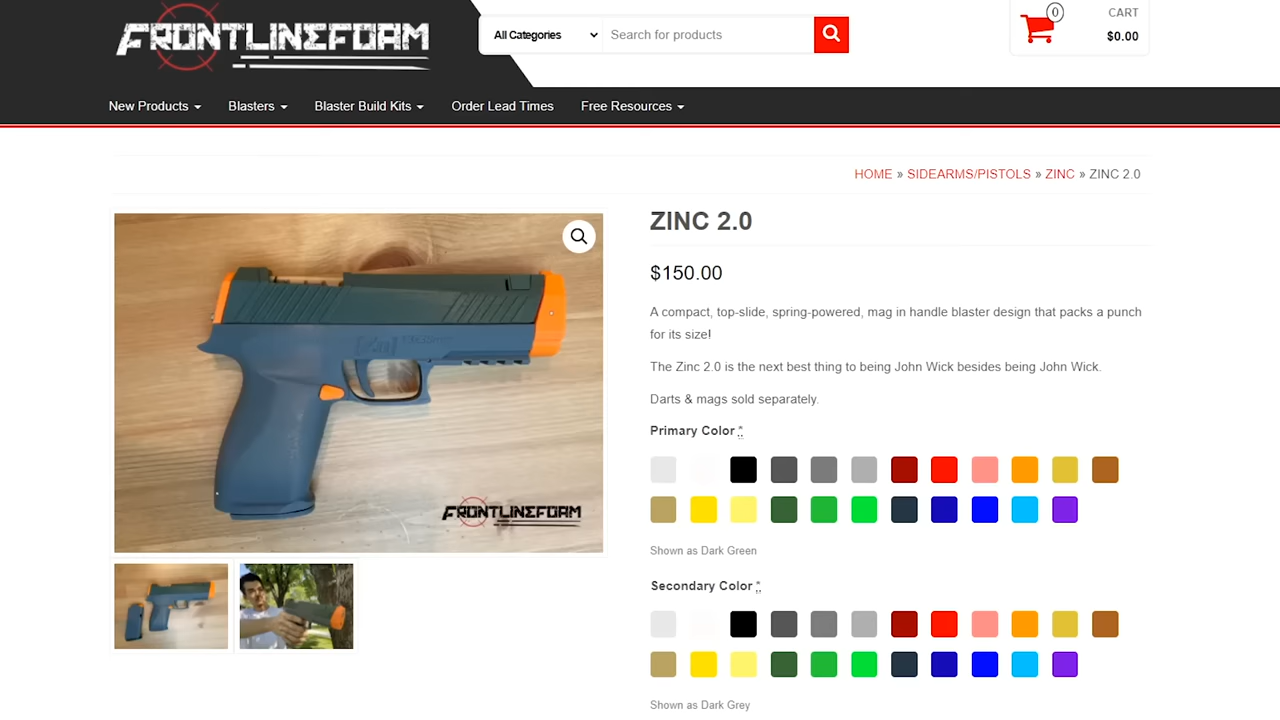 FRONTLINEFOAM
All Categories
Search for products
0
CART
$0.00
New Products
Blasters
Blaster Build Kits
Order Lead Times
Free Resources
HOME » SIDEARMS/PISTOLS » ZINC » ZINC 2.0
ZINC 2.0
$150.00
A compact, top-slide, spring-powered, mag in handle blaster design that packs a punch
for its size!
The Zinc 2.0 is the next best thing to being John Wick besides being John Wick.
Darts & mags sold separately.
Primary Color *
Shown as Dark Green
Secondary Color *
Shown as Dark Grey
FRONTLINEFOAM